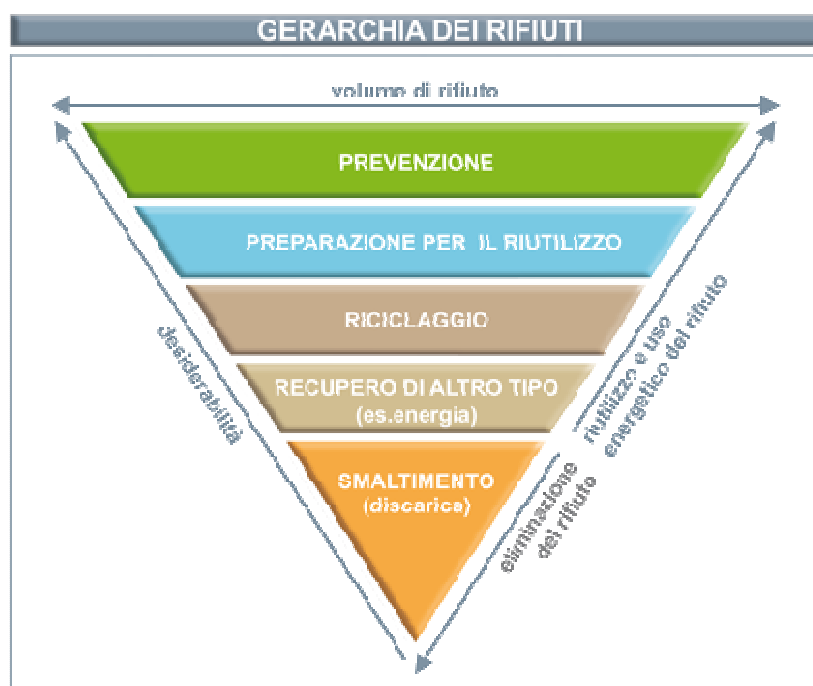 GERARCHIA DEI RIFIUTI
volume di rifiuto
PREVENZIONE
PREPARAZIONE PER IL RIUTILIZZO
RICICLAGGIO
RECUPERO DI ALTRO TIPO
(es.energia)
SMALTIMENTO
(discarica)
desiderabilità
riutilizzo e uso
energetico del rifiuto
eliminazione
del rifiuto